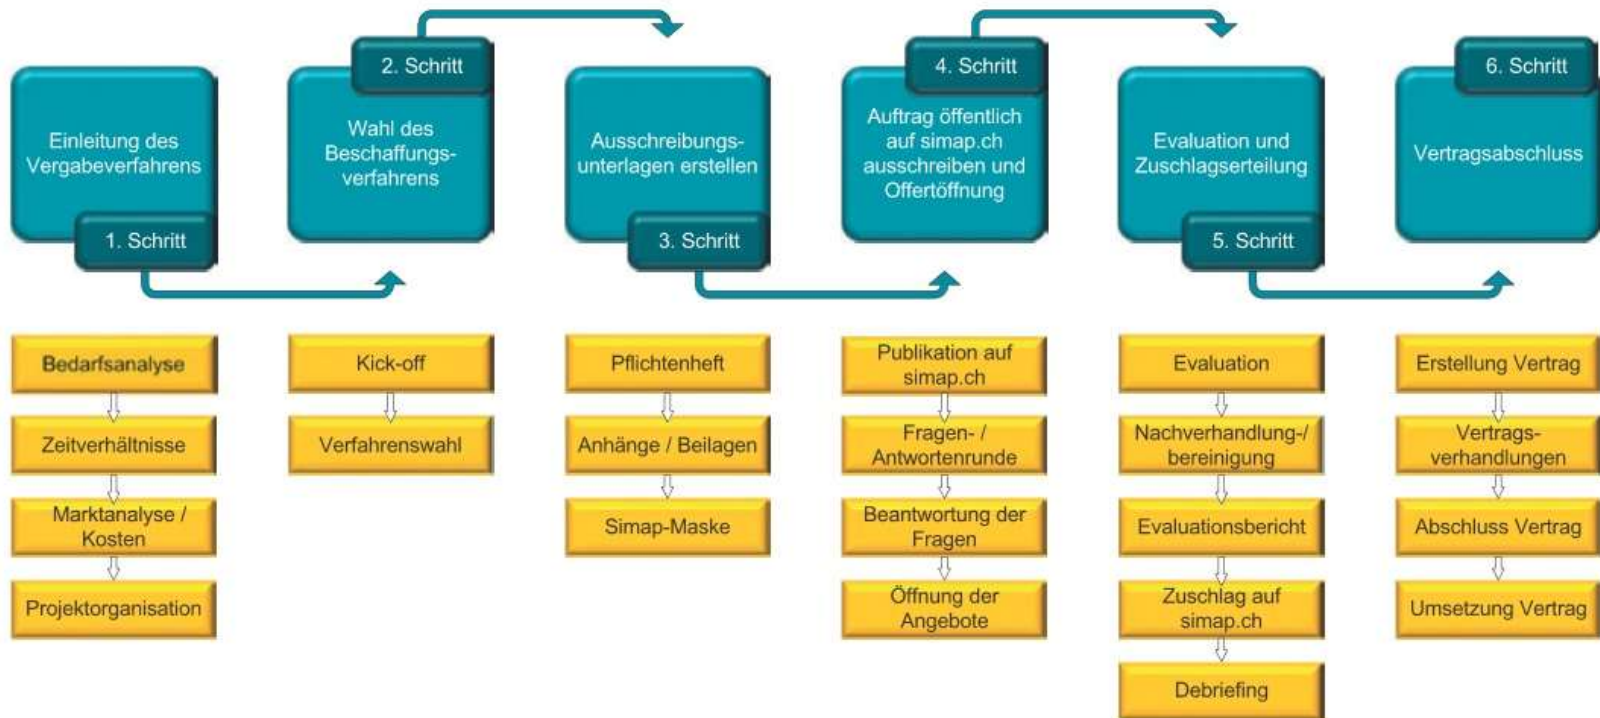 Einleitung des
Vergabeverfahrens
1. Schritt
2. Schritt
Wahl des
Beschaffungs-
verfahrens
Ausschreibungs-
unterlagen erstellen
3. Schritt
4. Schritt
Auftrag öffentlich
auf simap.ch
ausschreiben und
Offertöffnung
Evaluation und
Zuschlagserteilung
5. Schritt
6. Schritt
Vertragsabschluss
Bedarfsanalyse
Zeitverhältnisse
Marktanalyse /
Kosten
Projektorganisation
Kick-off
Verfahrenswahl
Pflichtenheft
Anhänge / Beilagen
Simap-Maske
Publikation auf
simap.ch
Fragen- /
Antwortenrunde
Beantwortung der
Fragen
Öffnung der
Angebote
Evaluation
Nachverhandlung-/
bereinigung
Evaluationsbericht
Zuschlag auf
simap.ch
Debriefing
Erstellung Vertrag
Vertrags-
verhandlungen
Abschluss Vertrag
Umsetzung Vertrag